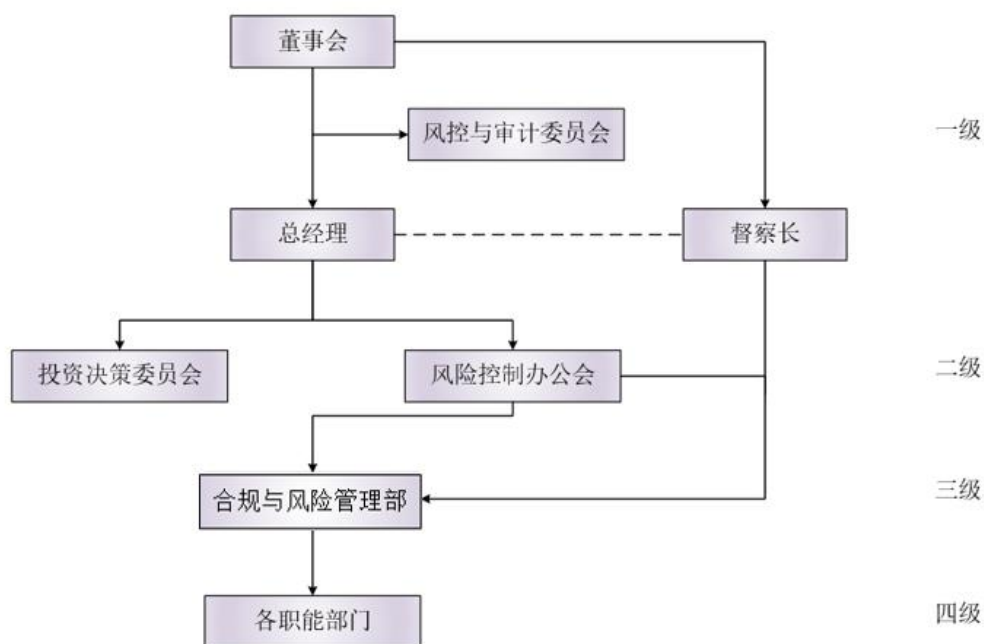 董事会
风控与审计委员会
一级
总经理
督察长
投资决策委员会
风险控制办公会
二级
合规与风险管理部
三级
各职能部门
四级